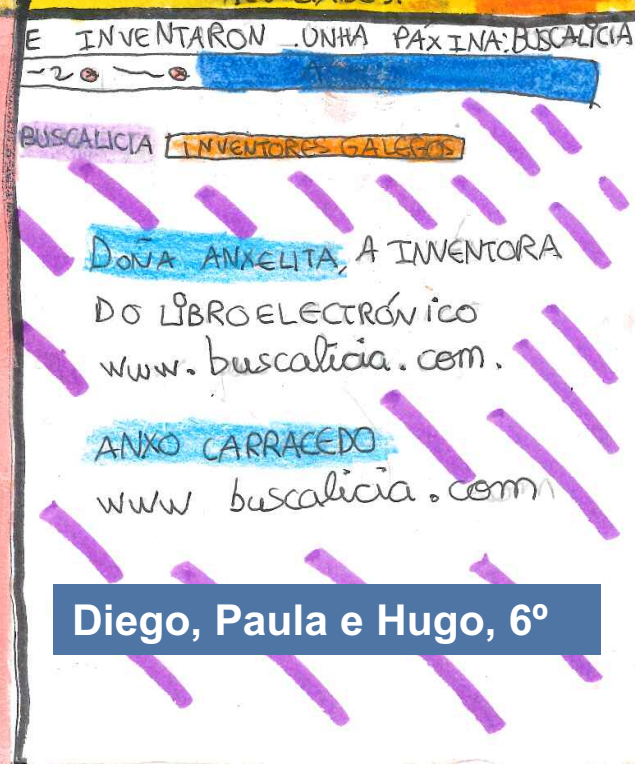 E INVENTARON UNHA PÁXINA: BUSCALICIA
BUSCALICIA INVENTORES GALEGOS
DOÑA ANXELITA, A INVENTORA
DO LIBRO ELECTRÓNICO
www.buscalicia.com.
ANXO CARRACEDO
www buscalicia.com
Diego, Paula e Hugo, 6º